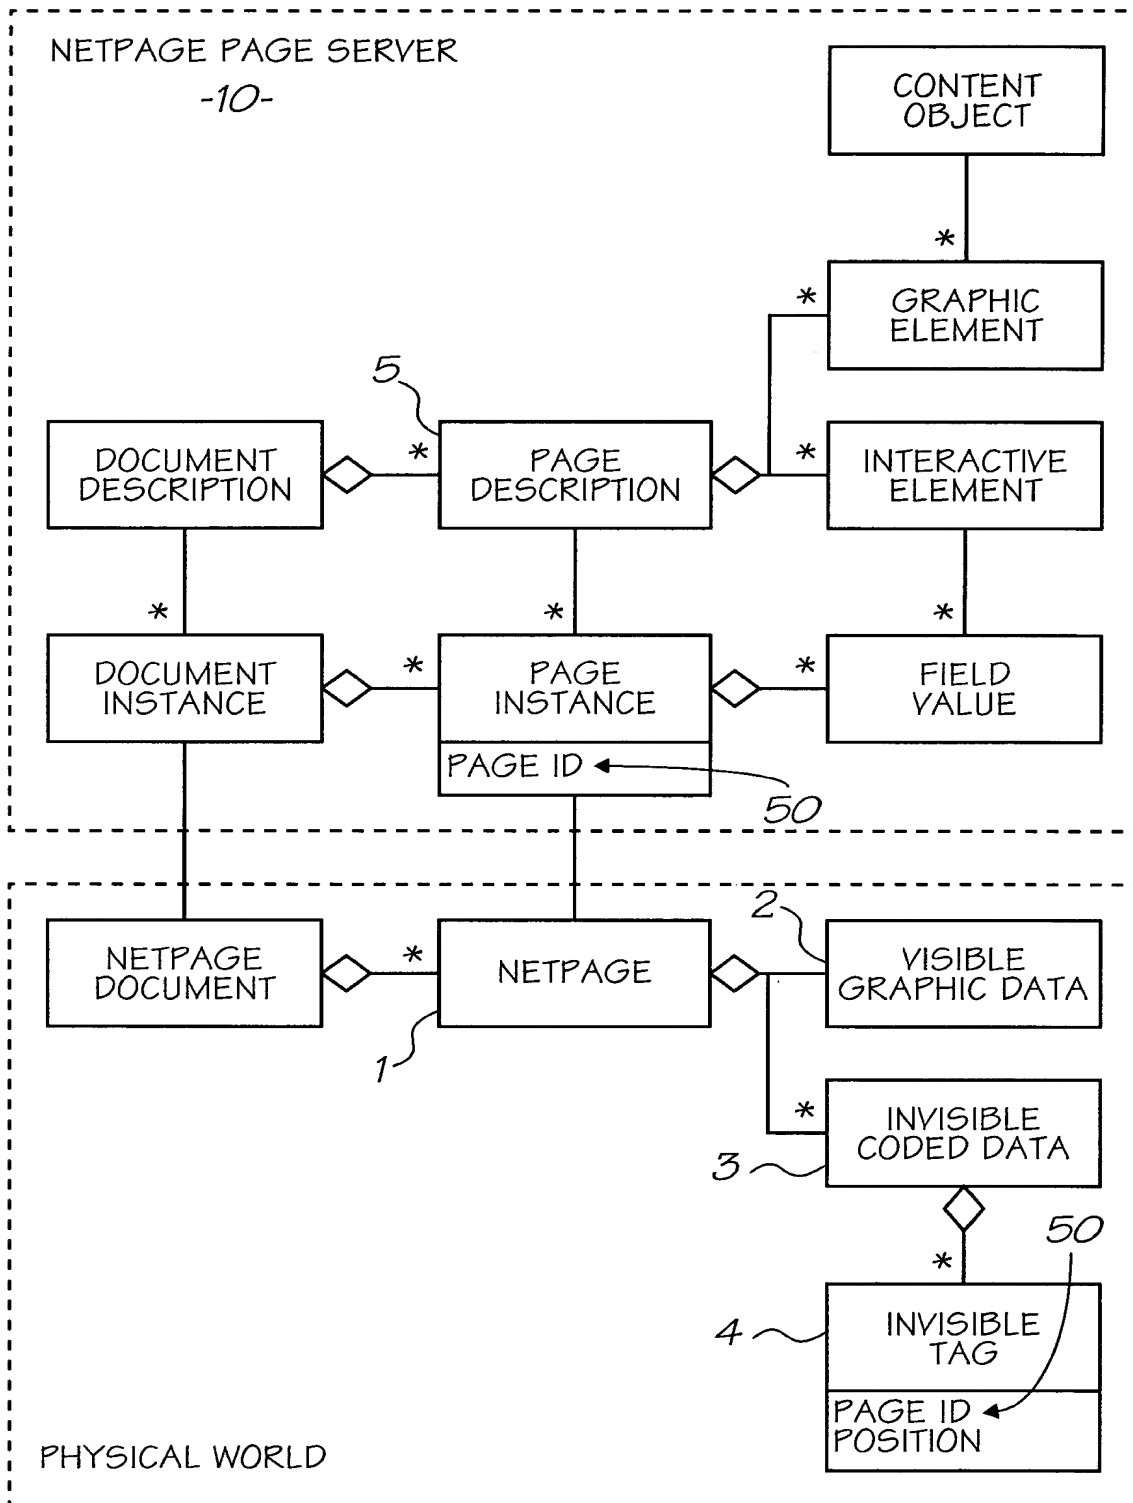 NETPAGE PAGE SERVER
-10-
CONTENT
OBJECT
*
GRAPHIC
ELEMENT
*
5
DOCUMENT
DESCRIPTION
*
PAGE
DESCRIPTION
*
INTERACTIVE
ELEMENT
*
*
*
DOCUMENT
INSTANCE
*
PAGE
INSTANCE
*
FIELD
VALUE
PAGE ID
50
NETPAGE
DOCUMENT
*
NETPAGE
1
2
VISIBLE
GRAPHIC DATA
*
INVISIBLE
CODED DATA
3
*
50
4
INVISIBLE
TAG
PAGE ID
POSITION
PHYSICAL WORLD